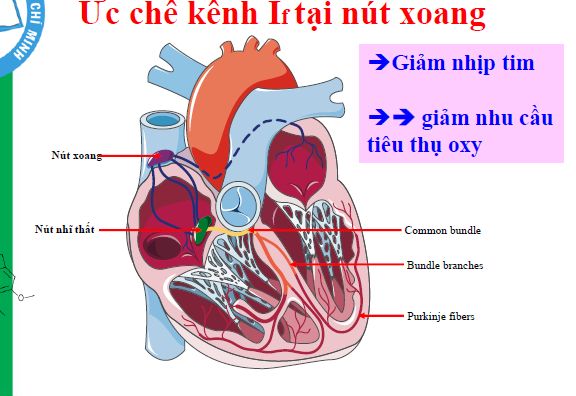 Ức chế kênh If tại nút xoang
CHÍ MINH
➔Giảm nhịp tim
➔➔ giảm nhu cầu
tiêu thụ oxy
Nút xoang
Nút nhĩ thất
Common bundle
Bundle branches
Purkinje fibers